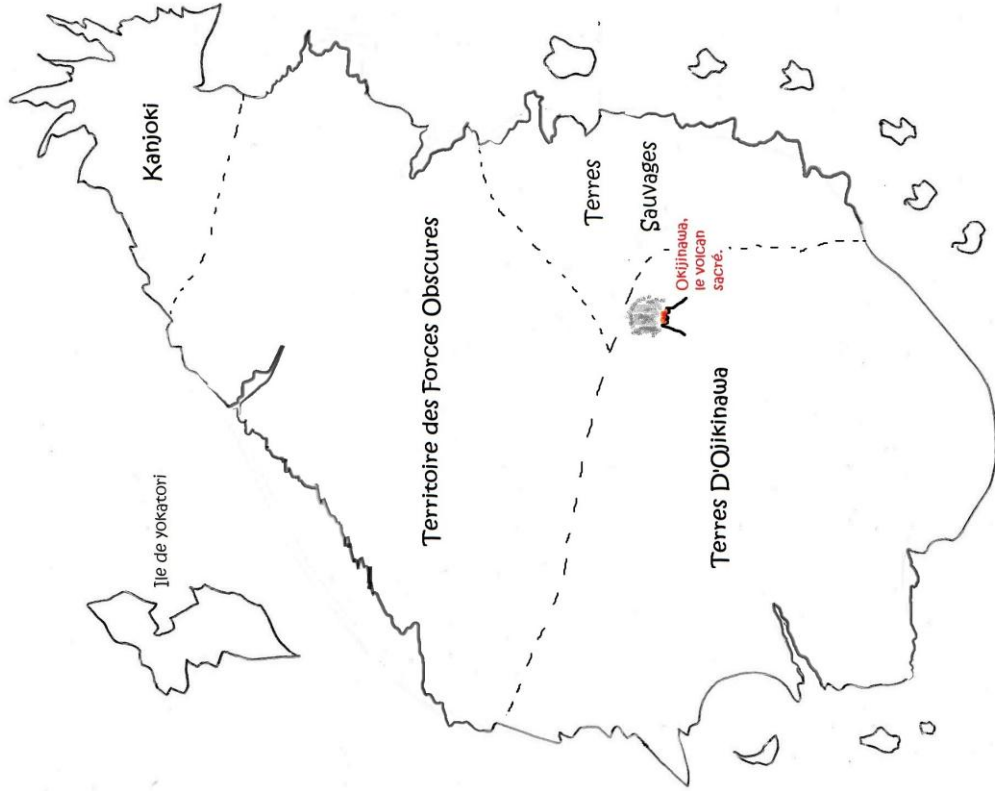 Kanjoki
Ile de yokatori
Territoire des Forces Obscures
Terres
Sauvages
Okijinawa,
le volcan
sacré.
Terres D'Ojikinawa